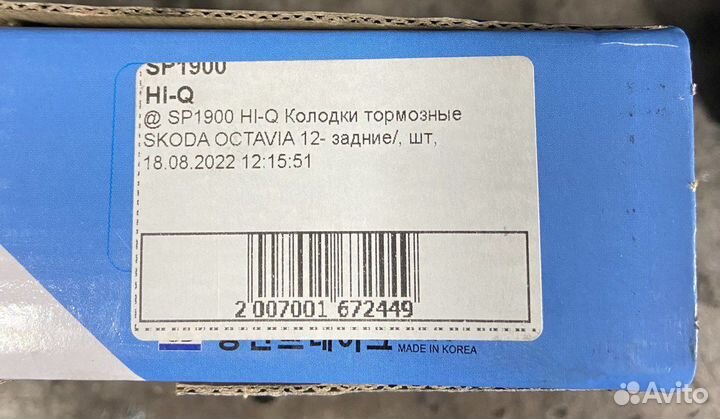 SP1900
HI-Q
@ SP1900 HI-Q Колодки тормозные
SKODA OCTAVIA 12- задние/, шт,
18.08.2022 12:15:51
2 007001 672449
MADE IN KOREA
Avito